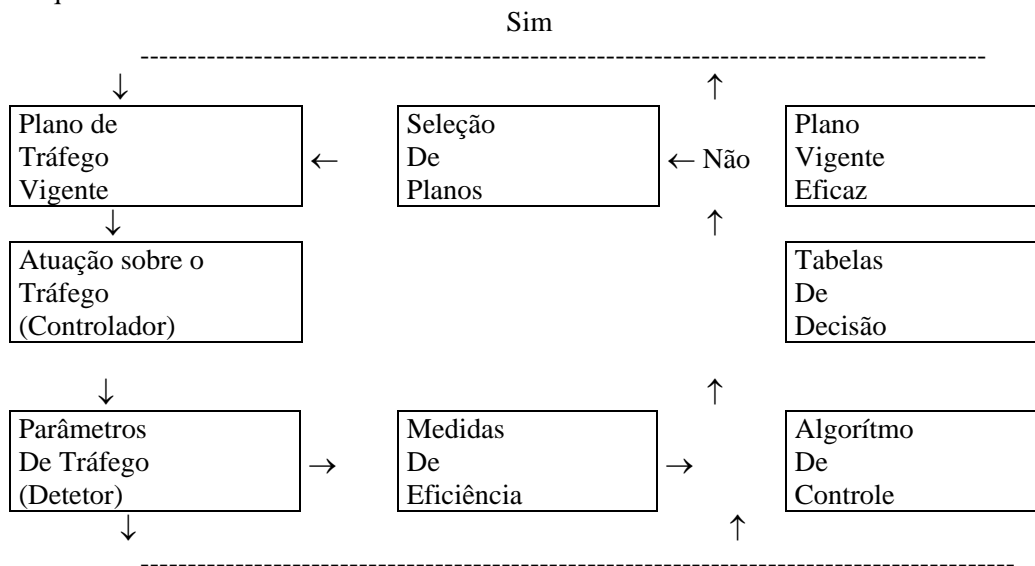 Sim
Plano de
Tráfego
Vigente
←
Seleção
De
Planos
← Não
Plano
Vigente
Eficaz
Atuação sobre o
Tráfego
(Controlador)
Tabelas
De
Decisão
Parâmetros
De Tráfego
(Detetor)
→
Medidas
De
Eficiência
→
Algorítmo
De
Controle